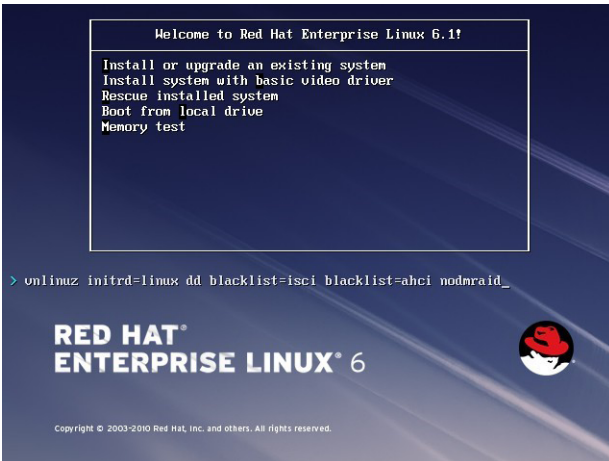 Welcome to Red Hat Enterprise Linux 6.1!
Install or upgrade an existing system
Install system with basic video driver
Rescue installed system
Boot from local drive
Memory test
> vmlinuz initrd=linux dd blacklist=isci blacklist=ahci nodmraid_
RED HAT®
ENTERPRISE LINUX® 6
Copyright © 2003-2010 Red Hat, Inc. and others. All rights reserved.